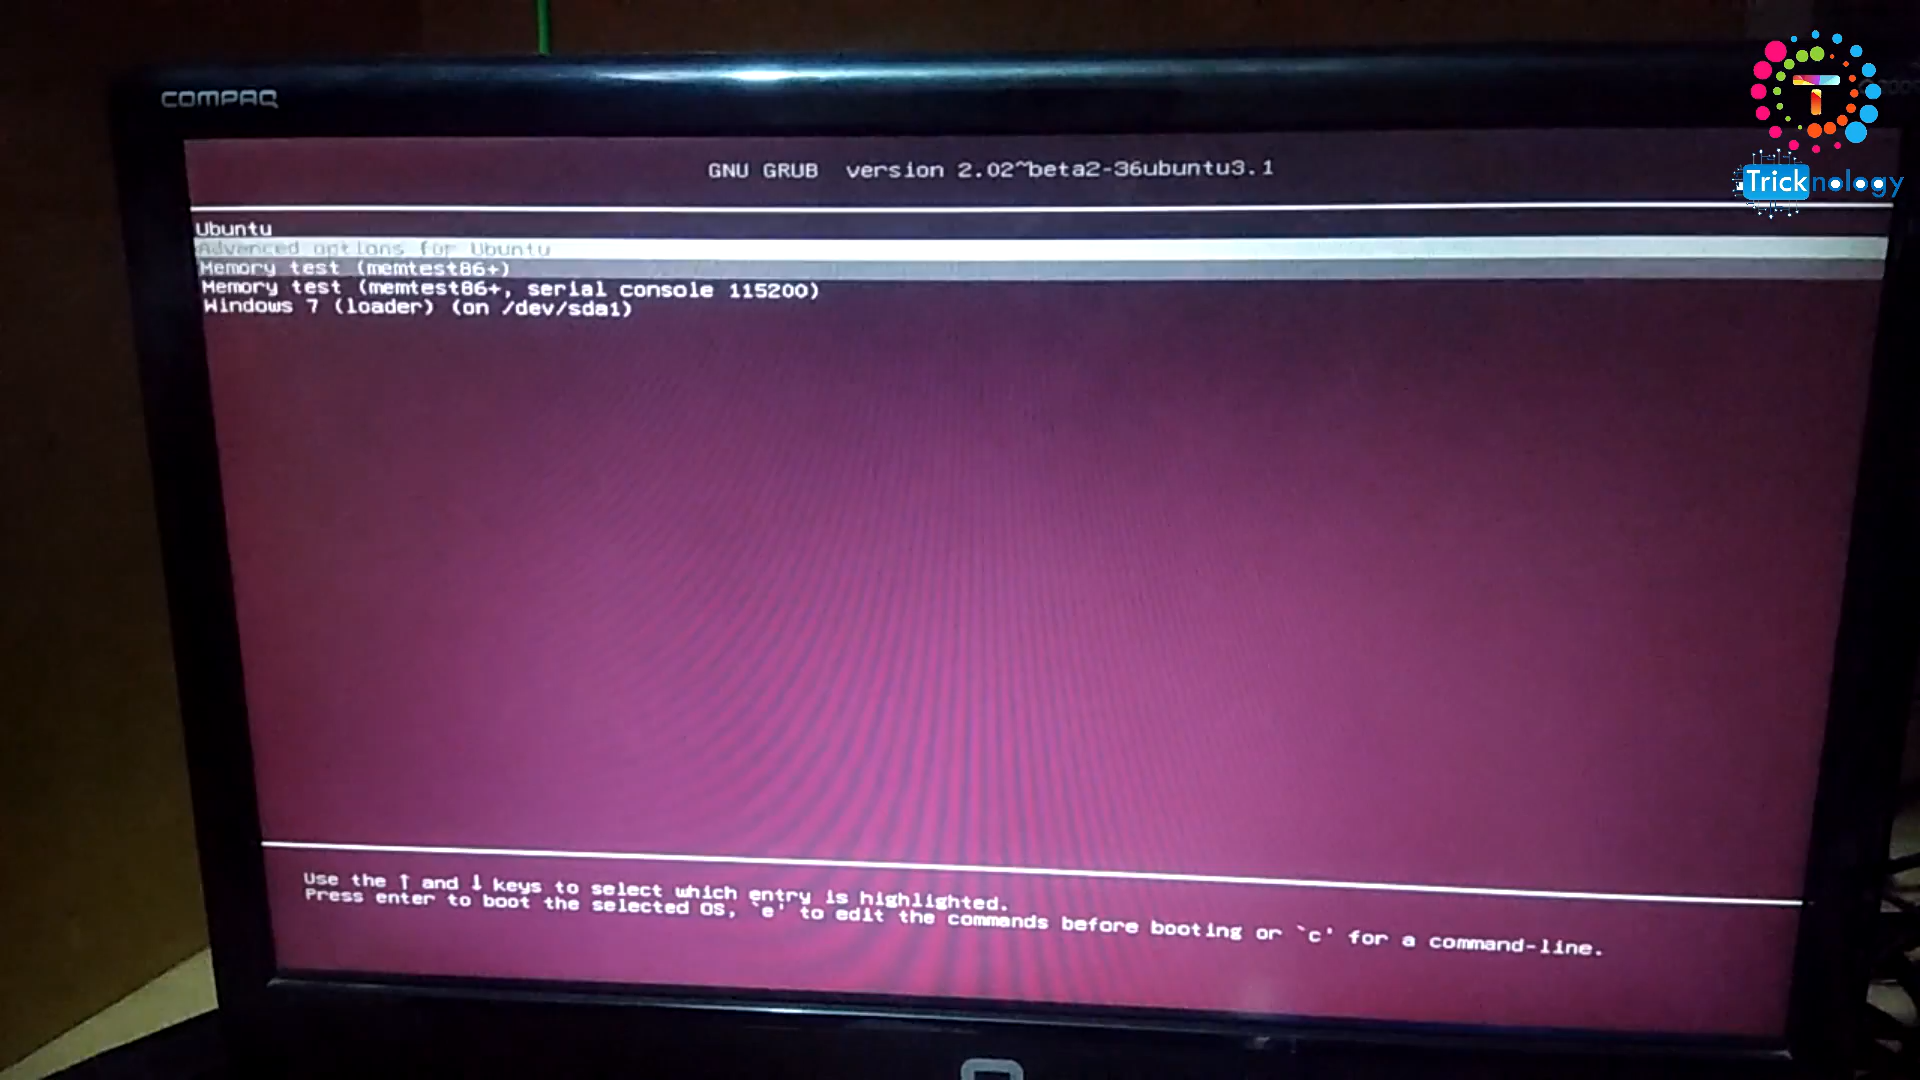 COMPAQ
T
Tricknology
GNU GRUB version 2.02~beta2-36ubuntu3.1
Ubuntu
Advanced options for Ubuntu
Memory test (memtest86+)
Memory test (memtest86+, serial console 115200)
Windows 7 (loader) (on /dev/sda1)
Use the ↑ and ↓ keys to select which entry is highlighted.
Press enter to boot the selected OS, `e' to edit the commands before booting or `c' for a command-line.